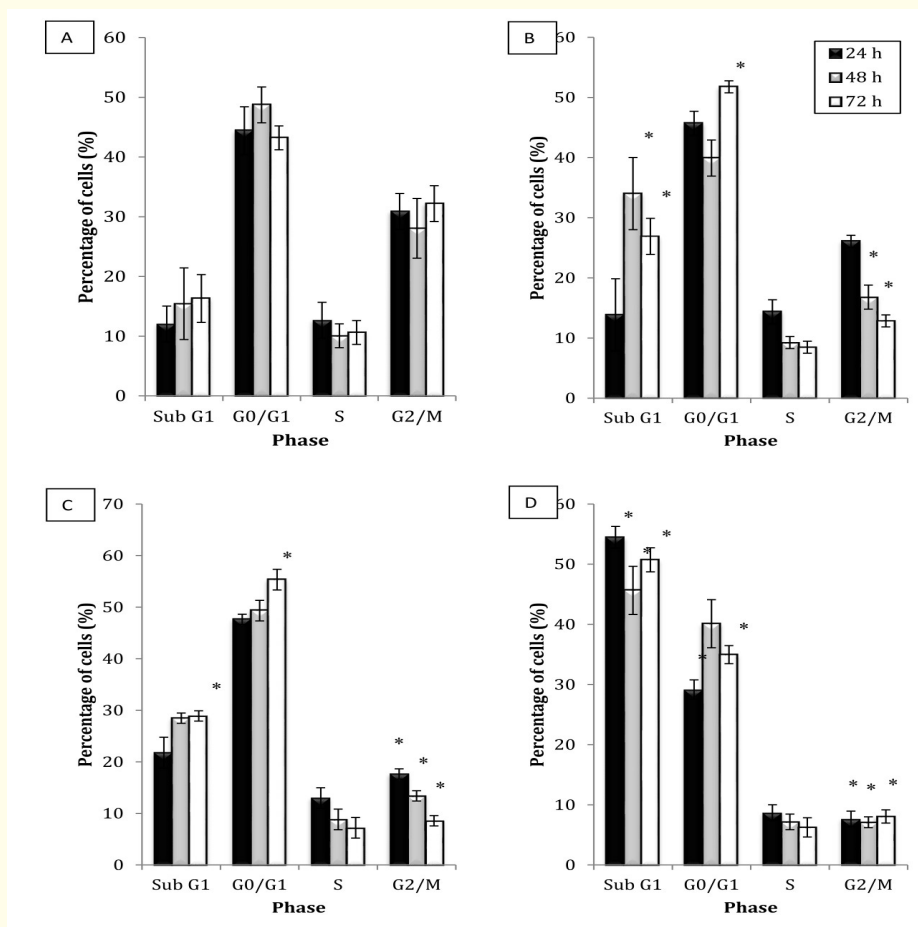 A
Percentage of cells (%)
60
50
40
30
20
10
0
Sub G1 G0/G1 S G2/M
Phase
B
Percentage of cells (%)
60
50
40
30
20
10
0
* * * * *
24 h
48 h
72 h
Sub G1 G0/G1 S G2/M
Phase
C
Percentage of cells (%)
70
60
50
40
30
20
10
0
* * * * *
Sub G1 G0/G1 S G2/M
Phase
D
Percentage of cells (%)
60
50
40
30
20
10
0
* * * * * * * *
Sub G1 G0/G1 S G2/M
Phase